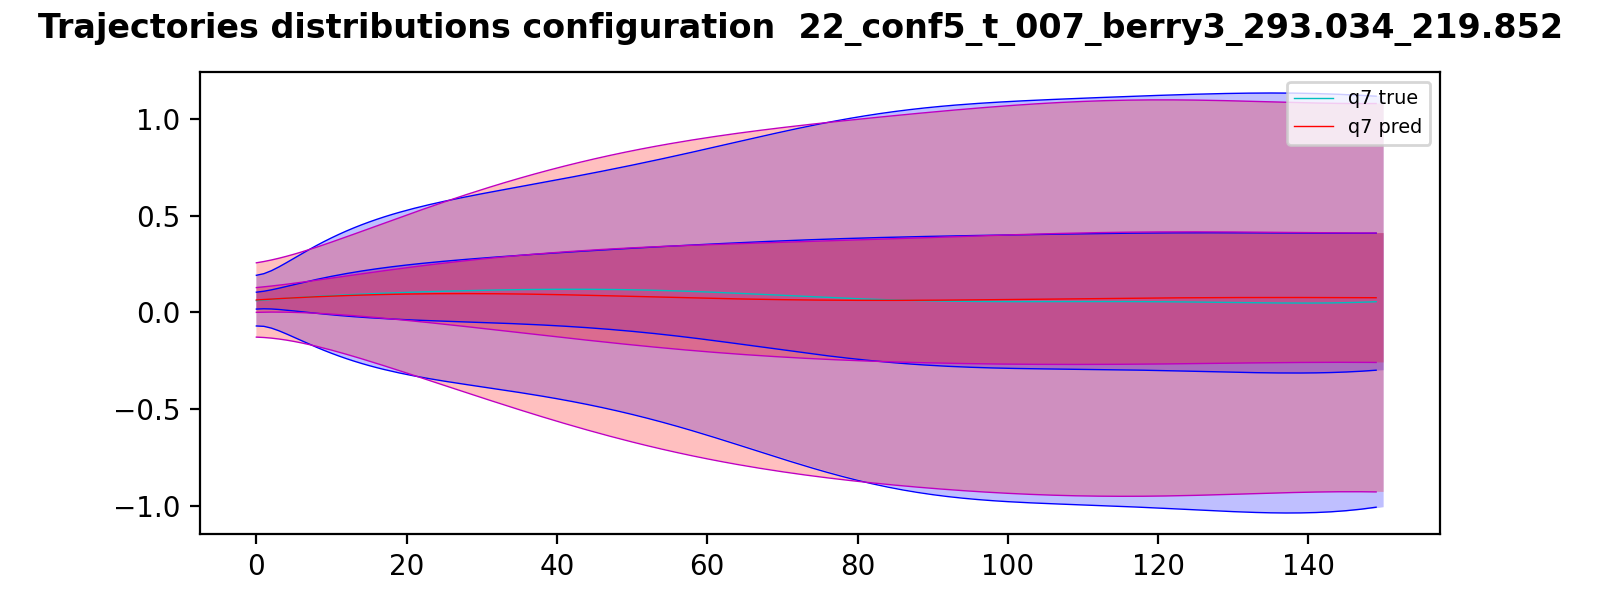 Trajectories distributions configuration  22_conf5_t_007_berry3_293.034_219.852
q7 true
q7 pred
1.0
0.5
0.0
−0.5
−1.0
0 20 40 60 80 100 120 140